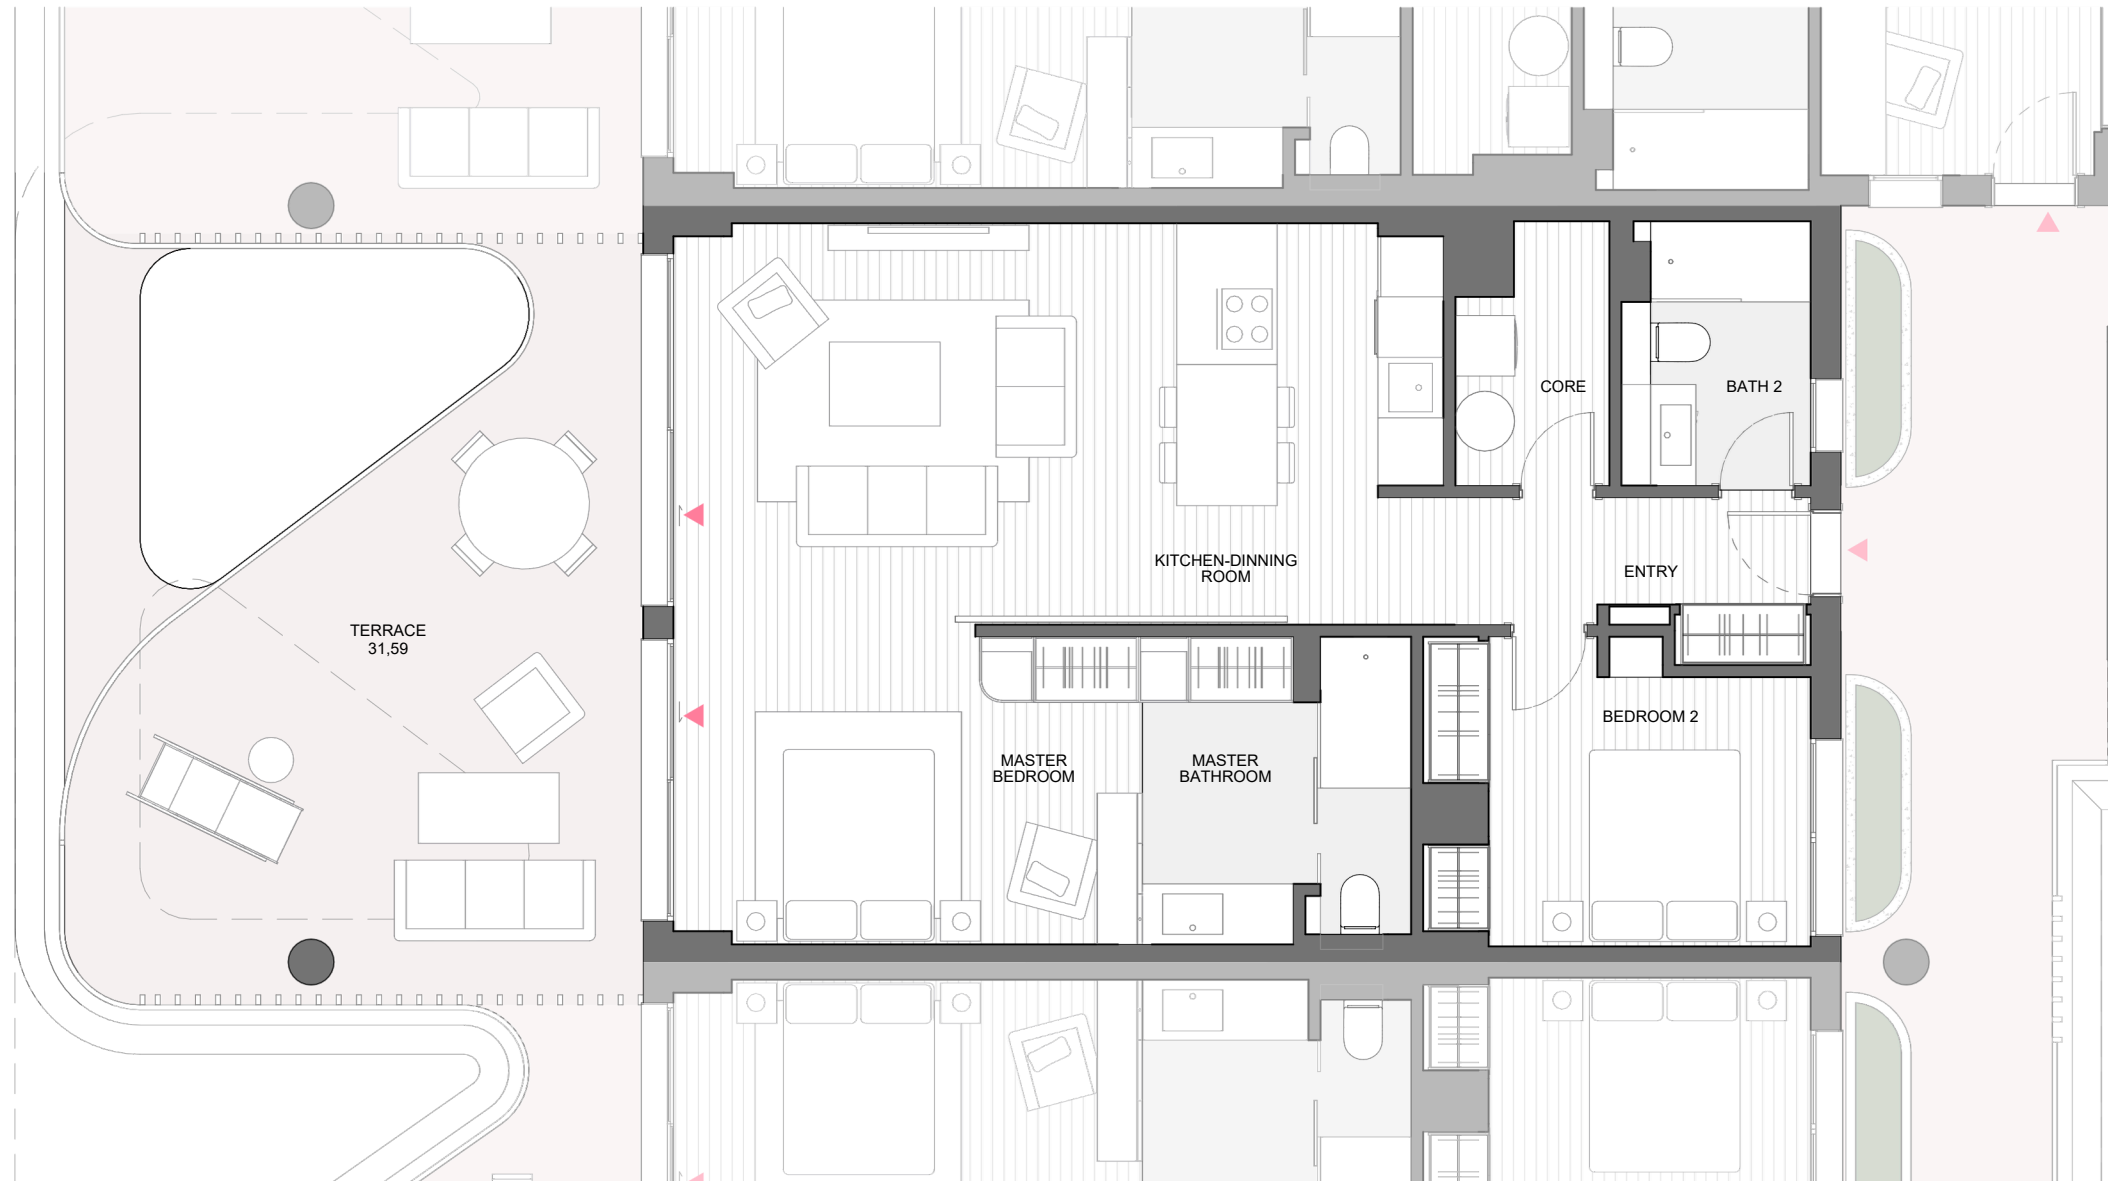 CORE
BATH 2
KITCHEN-DINNING
ROOM
ENTRY
TERRACE
31,59
BEDROOM 2
MASTER
BEDROOM
MASTER
BATHROOM